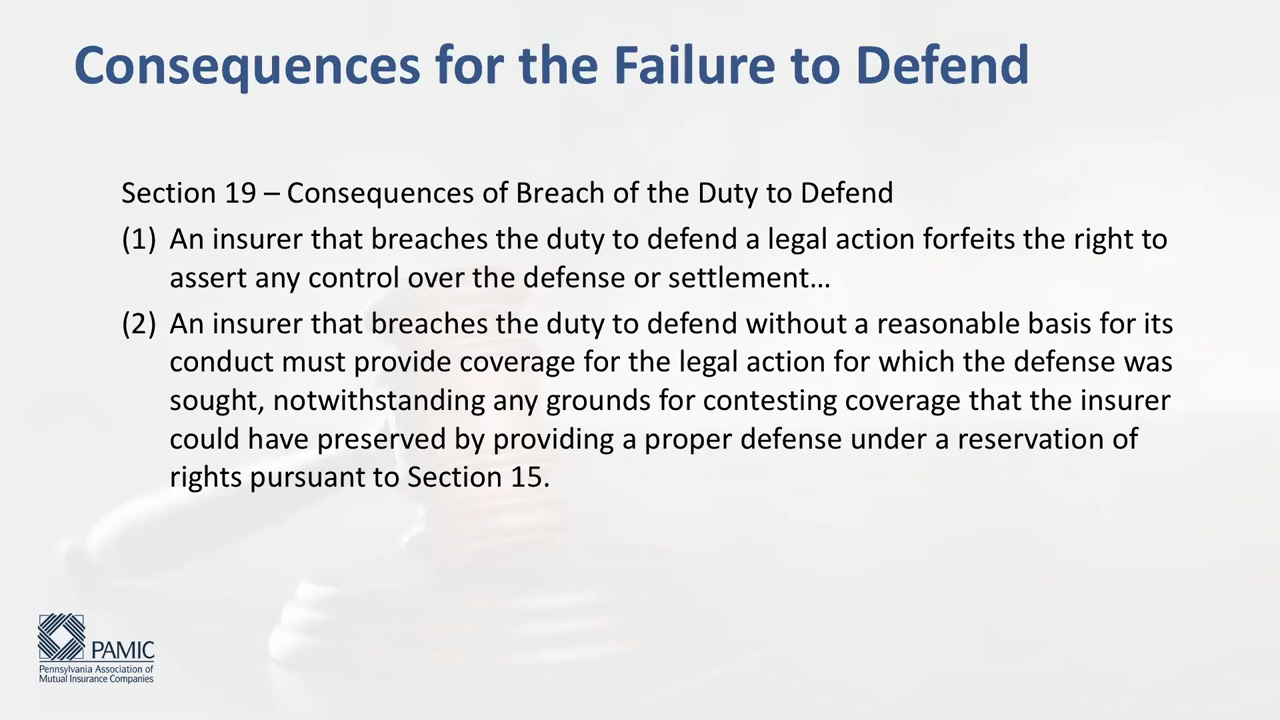 Consequences for the Failure to Defend
Section 19 – Consequences of Breach of the Duty to Defend
(1) An insurer that breaches the duty to defend a legal action forfeits the right to
assert any control over the defense or settlement…
(2) An insurer that breaches the duty to defend without a reasonable basis for its
conduct must provide coverage for the legal action for which the defense was
sought, notwithstanding any grounds for contesting coverage that the insurer
could have preserved by providing a proper defense under a reservation of
rights pursuant to Section 15.
PAMIC
Pennsylvania Association of
Mutual Insurance Companies